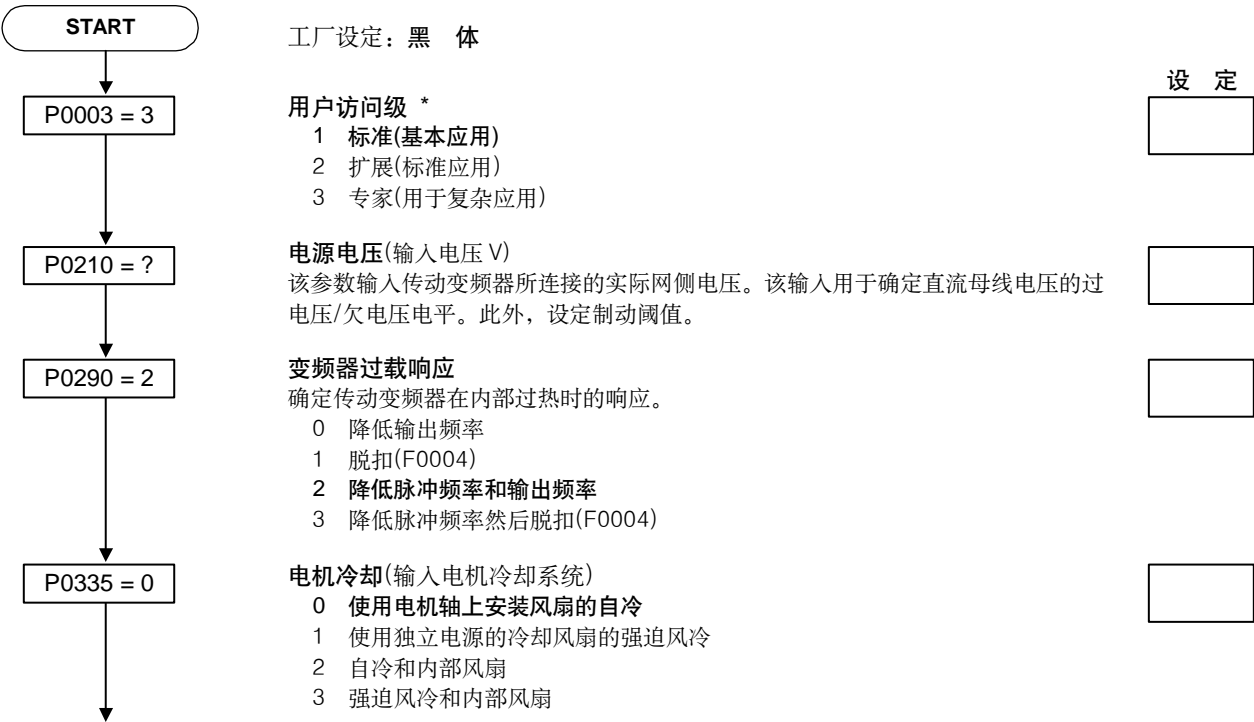 START
工厂设定：黑 体
设 定
P0003 = 3
用户访问级 *
1 标准(基本应用)
2 扩展(标准应用)
3 专家(用于复杂应用)
P0210 = ?
电源电压(输入电压 V)
该参数输入传动变频器所连接的实际网侧电压。该输入用于确定直流母线电压的过
电压/欠电压电平。此外，设定制动阈值。
P0290 = 2
变频器过载响应
确定传动变频器在内部过热时的响应。
0 降低输出频率
1 脱扣(F0004)
2 降低脉冲频率和输出频率
3 降低脉冲频率然后脱扣(F0004)
P0335 = 0
电机冷却(输入电机冷却系统)
0 使用电机轴上安装风扇的自冷
1 使用独立电源的冷却风扇的强迫风冷
2 自冷和内部风扇
3 强迫风冷和内部风扇